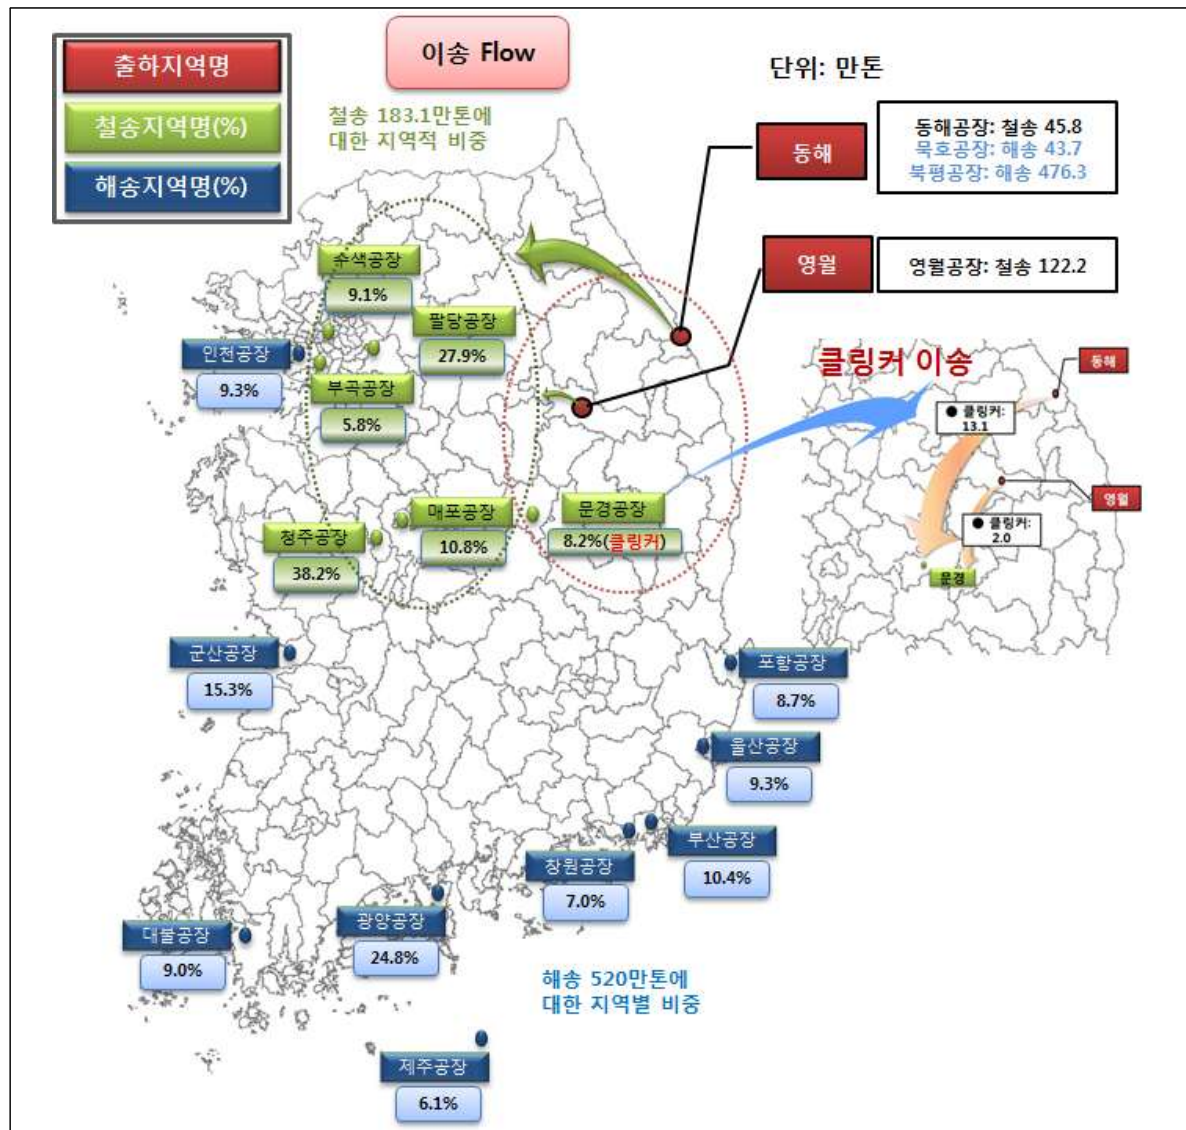 출하지역명
철송지역명(%)
해송지역명(%)
이송 Flow
단위: 만톤
철송 183.1만톤에
대한 지역적 비중
동해
동해공장: 철송 45.8
묵호공장: 해송 43.7
북평공장: 해송 476.3
영월
영월공장: 철송 122.2
수색공장
9.1%
팔당공장
27.9%
인천공장
9.3%
부곡공장
5.8%
클링커 이송
동해
● 클링커:
13.1
영월
● 클링커:
2.0
문경
매포공장
10.8%
문경공장
8.2%(클링커)
청주공장
38.2%
군산공장
15.3%
포항공장
8.7%
울산공장
9.3%
부산공장
10.4%
창원공장
7.0%
광양공장
24.8%
대불공장
9.0%
해송 520만톤에
대한 지역별 비중
제주공장
6.1%